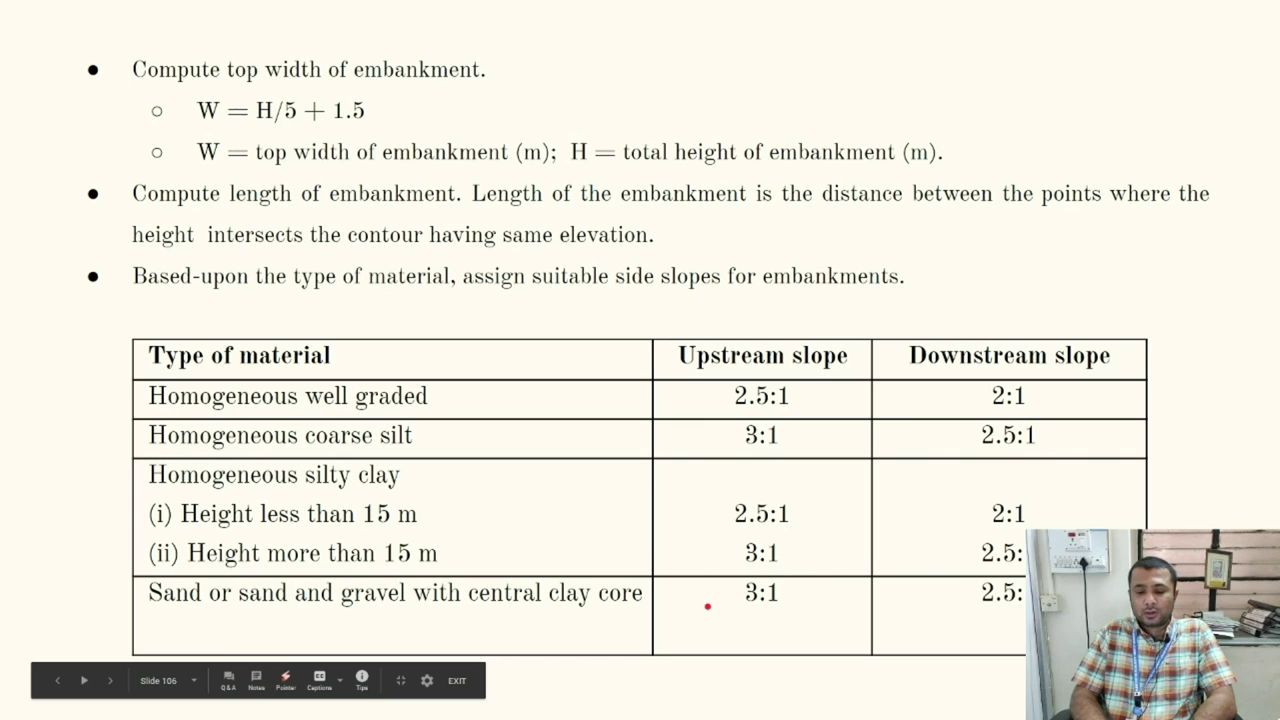 ● Compute top width of embankment.
○ W = H/5 + 1.5
○ W = top width of embankment (m); H = total height of embankment (m).
● Compute length of embankment. Length of the embankment is the distance between the points where the
height intersects the contour having same elevation.
● Based-upon the type of material, assign suitable side slopes for embankments.
Type of material Upstream slope Downstream slope
Homogeneous well graded 2.5:1 2:1
Homogeneous coarse silt 3:1 2.5:1
Homogeneous silty clay
(i) Height less than 15 m 2.5:1 2:1
(ii) Height more than 15 m 3:1 2.5:
Sand or sand and gravel with central clay core 3:1 2.5:
Slide 106 Q&A Notes Pointer Captions Tips EXIT
CC